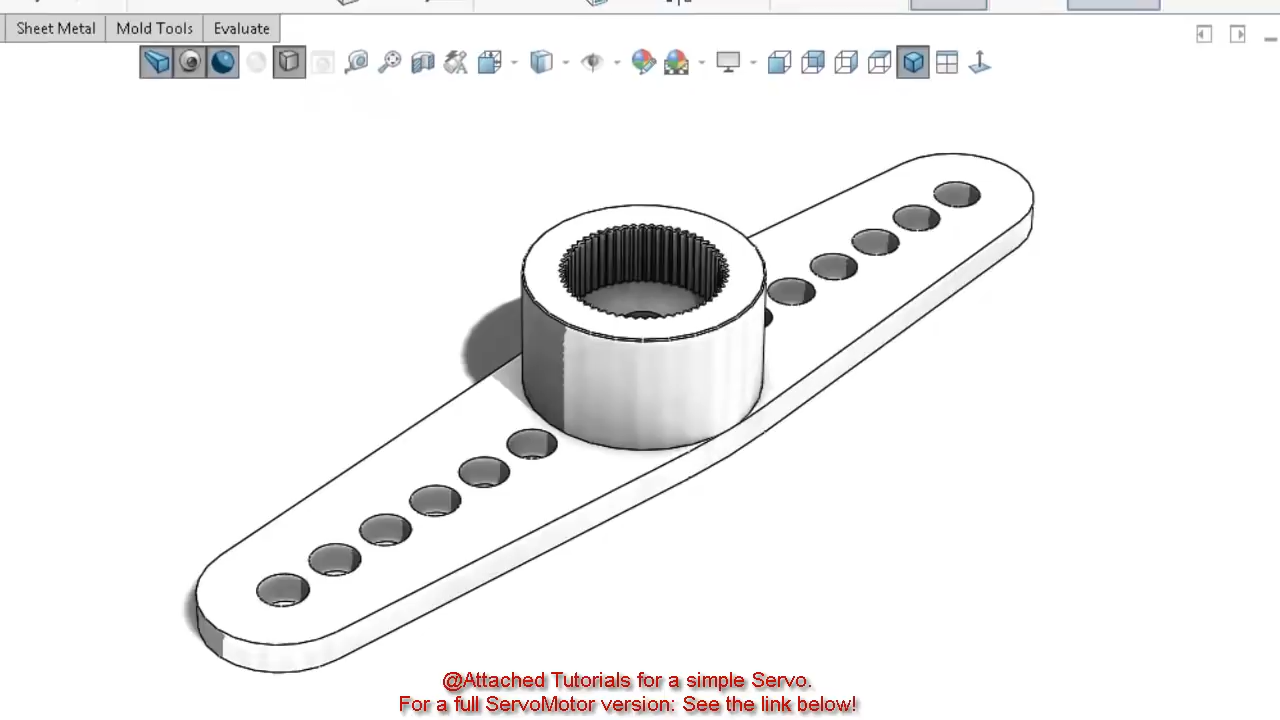 Sheet Metal
Mold Tools
Evaluate
@Attached Tutorials for a simple Servo.
For a full ServoMotor version: See the link below!